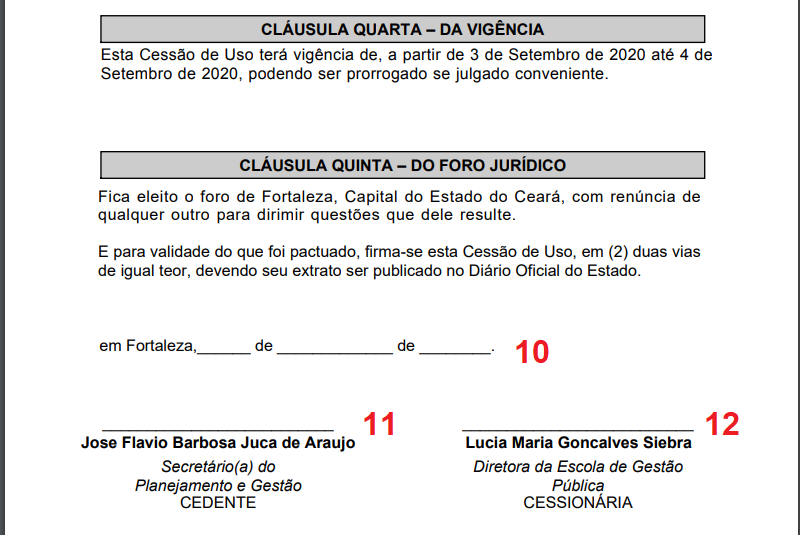 CLÁUSULA QUARTA – DA VIGÊNCIA
Esta Cessão de Uso terá vigência de, a partir de 3 de Setembro de 2020 até 4 de
Setembro de 2020, podendo ser prorrogado se julgado conveniente.
CLÁUSULA QUINTA – DO FORO JURÍDICO
Fica eleito o foro de Fortaleza, Capital do Estado do Ceará, com renúncia de
qualquer outro para dirimir questões que dele resulte.
E para validade do que foi pactuado, firma-se esta Cessão de Uso, em (2) duas vias
de igual teor, devendo seu extrato ser publicado no Diário Oficial do Estado.
em Fortaleza,______ de _____________ de ________. 10
__________________________ 11
Jose Flavio Barbosa Juca de Araujo
Secretário(a) do
Planejamento e Gestão
CEDENTE
__________________________ 12
Lucia Maria Goncalves Siebra
Diretora da Escola de Gestão
Pública
CESSIONÁRIA